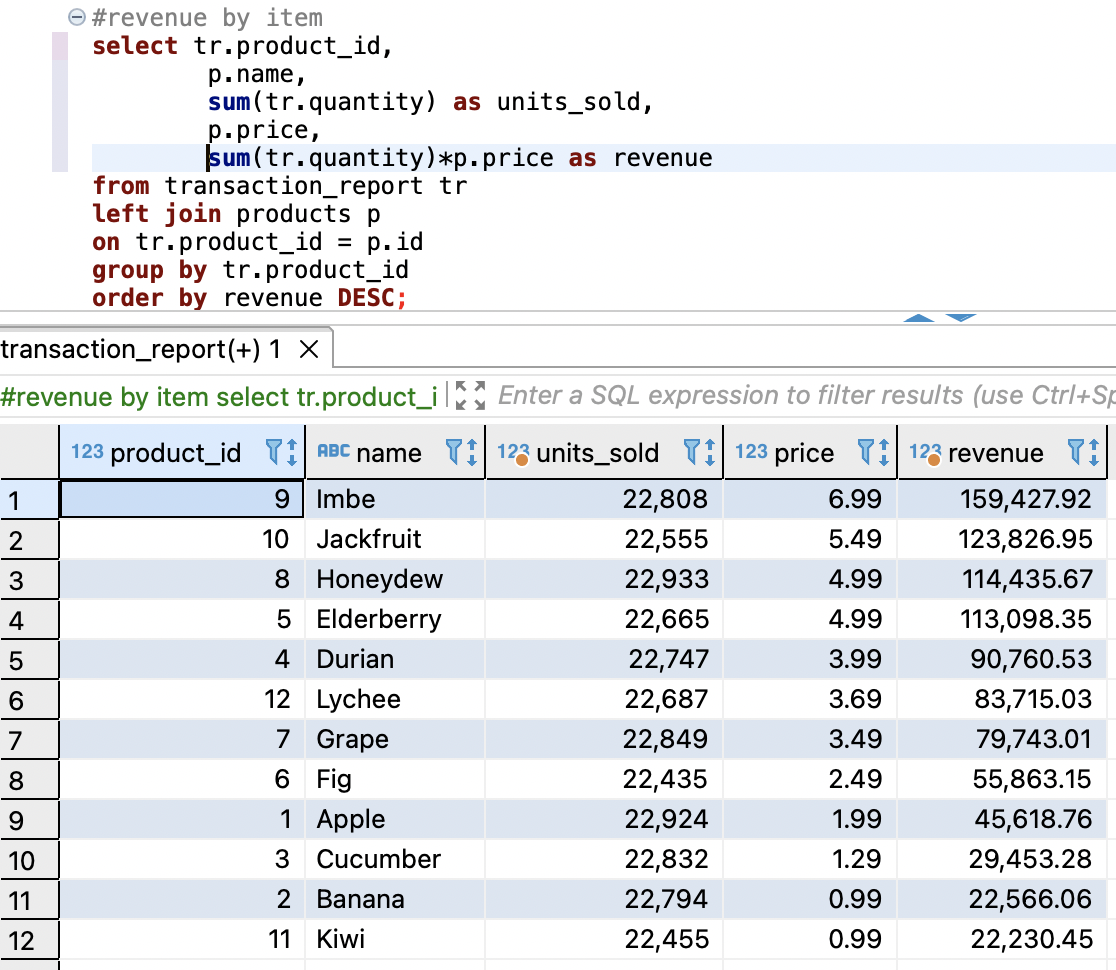 #revenue by item
select tr.product_id,
p.name,
sum(tr.quantity) as units_sold,
p.price,
sum(tr.quantity)*p.price as revenue
from transaction_report tr
left join products p
on tr.product_id = p.id
group by tr.product_id
order by revenue DESC;
transaction_report(+) 1
#revenue by item select tr.product_i Enter a SQL expression to filter results (use Ctrl+Sp
123 product_id ABC name 123 units_sold 123 price 123 revenue
1 9 Imbe 22,808 6.99 159,427.92
2 10 Jackfruit 22,555 5.49 123,826.95
3 8 Honeydew 22,933 4.99 114,435.67
4 5 Elderberry 22,665 4.99 113,098.35
5 4 Durian 22,747 3.99 90,760.53
6 12 Lychee 22,687 3.69 83,715.03
7 7 Grape 22,849 3.49 79,743.01
8 6 Fig 22,435 2.49 55,863.15
9 1 Apple 22,924 1.99 45,618.76
10 3 Cucumber 22,832 1.29 29,453.28
11 2 Banana 22,794 0.99 22,566.06
12 11 Kiwi 22,455 0.99 22,230.45